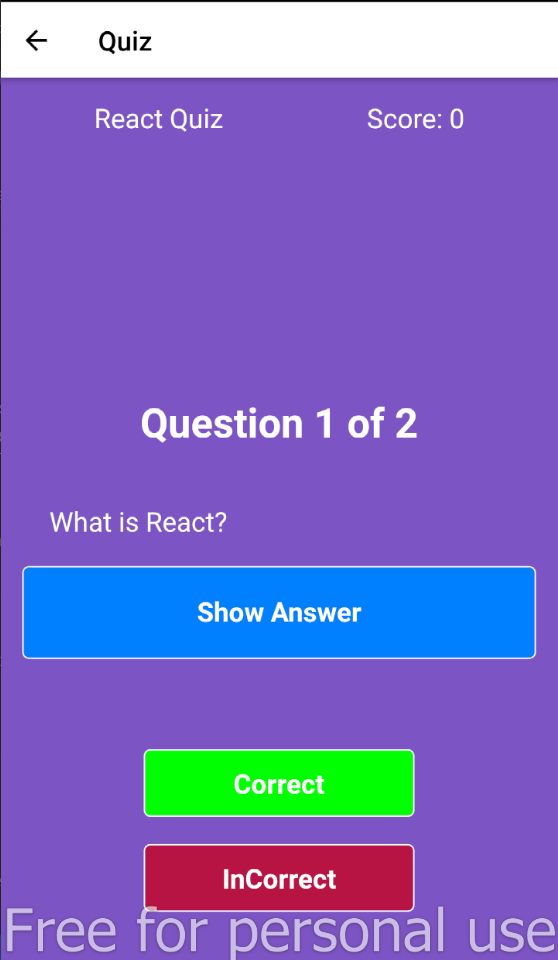 Quiz
React Quiz Score: 0
Question 1 of 2
What is React?
Show Answer
Correct
InCorrect
Free for personal use